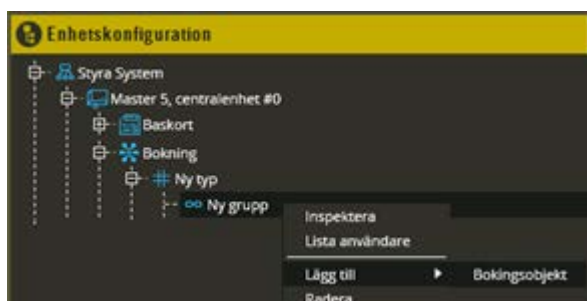 Enhetskonfiguration
Styra System
Master 5, centralenhet #0
Baskort
Bokning
Ny typ
Ny grupp
Inspektera
Lista användare
Lägg till Bokingsobjekt
Radera